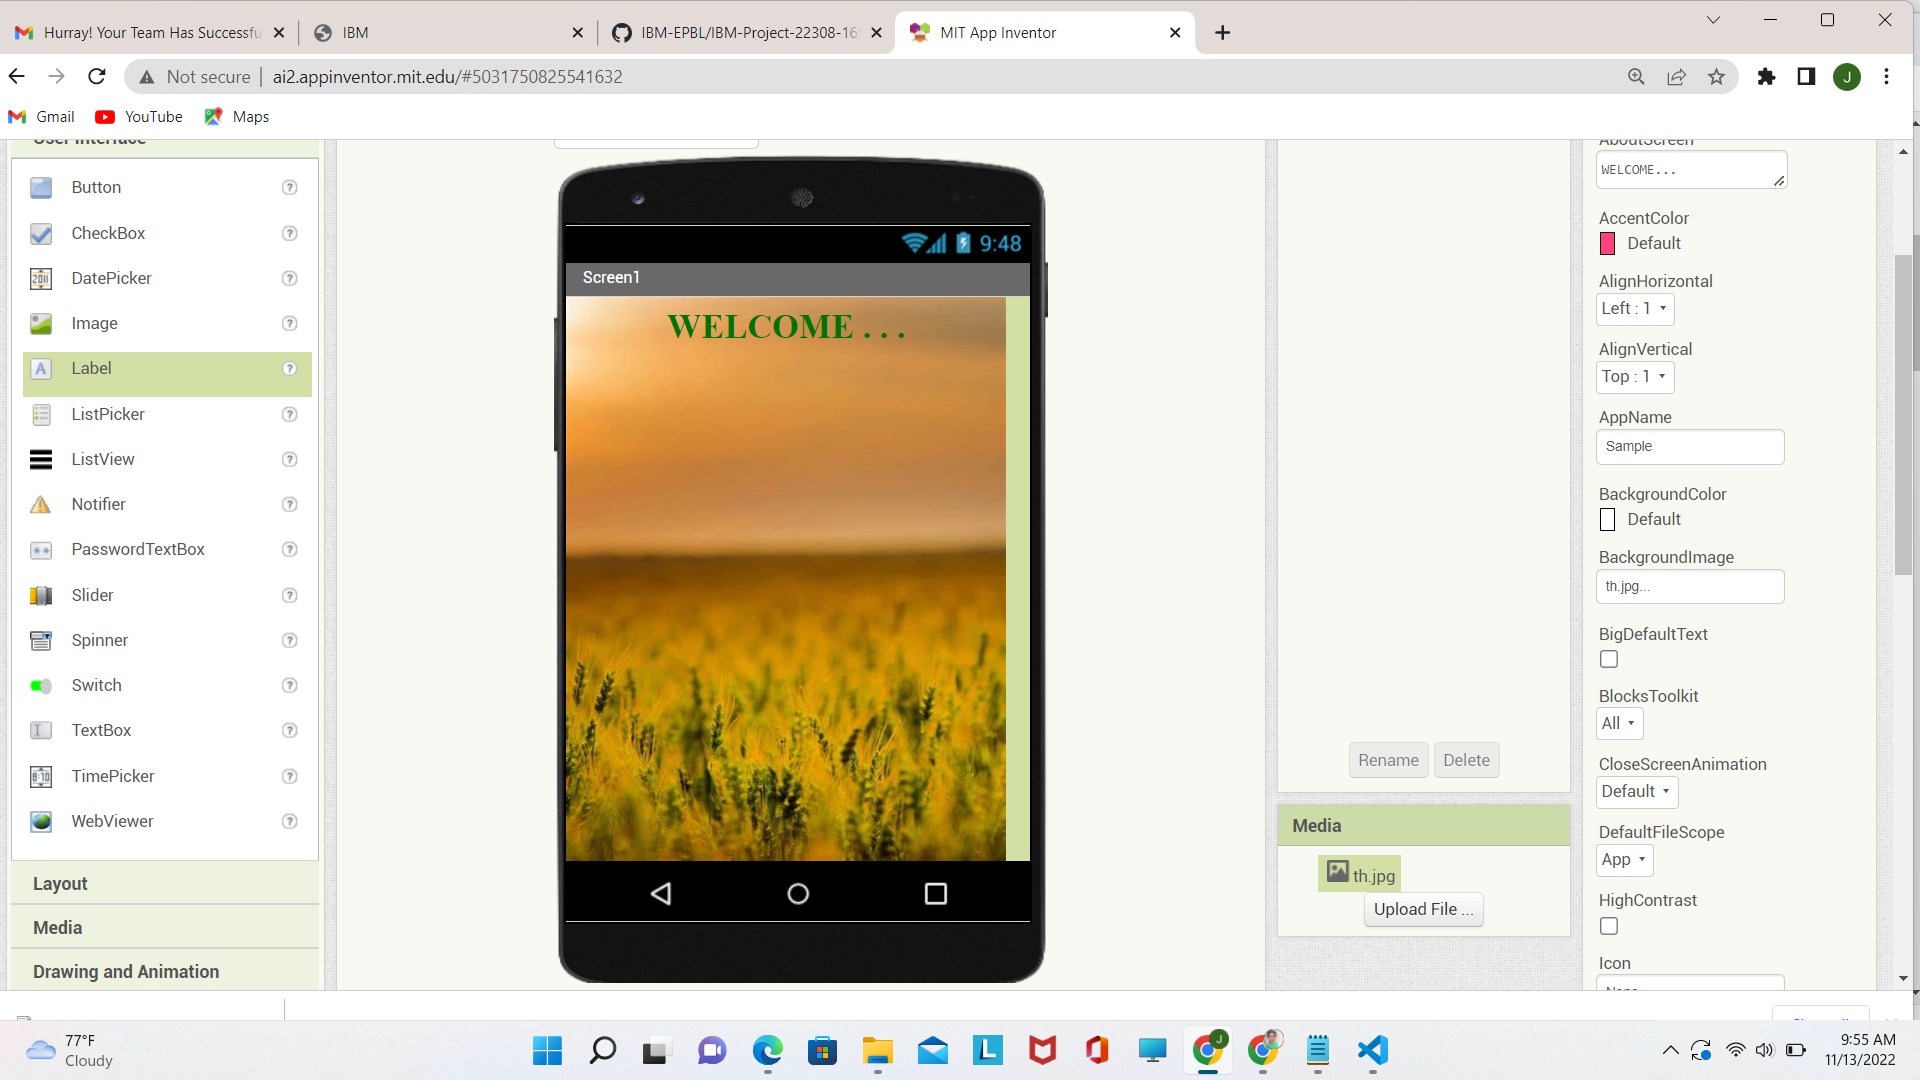 Hurray! Your Team Has Successfu
IBM
IBM-EPBL/IBM-Project-22308-16
MIT App Inventor
Not secure
ai2.appinventor.mit.edu/#5031750825541632
J
Gmail
YouTube
Maps
User Interface
Button
CheckBox
DatePicker
Image
Label
ListPicker
ListView
Notifier
PasswordTextBox
Slider
Spinner
Switch
TextBox
TimePicker
WebViewer
Layout
Media
Drawing and Animation
9:48
Screen1
WELCOME . . .
Rename
Delete
Media
th.jpg
Upload File ...
AboutScreen
WELCOME...
AccentColor
Default
AlignHorizontal
Left : 1
AlignVertical
Top : 1
AppName
Sample
BackgroundColor
Default
BackgroundImage
th.jpg...
BigDefaultText
BlocksToolkit
All
CloseScreenAnimation
Default
DefaultFileScope
App
HighContrast
Icon
77°F
Cloudy
9:55 AM
11/13/2022